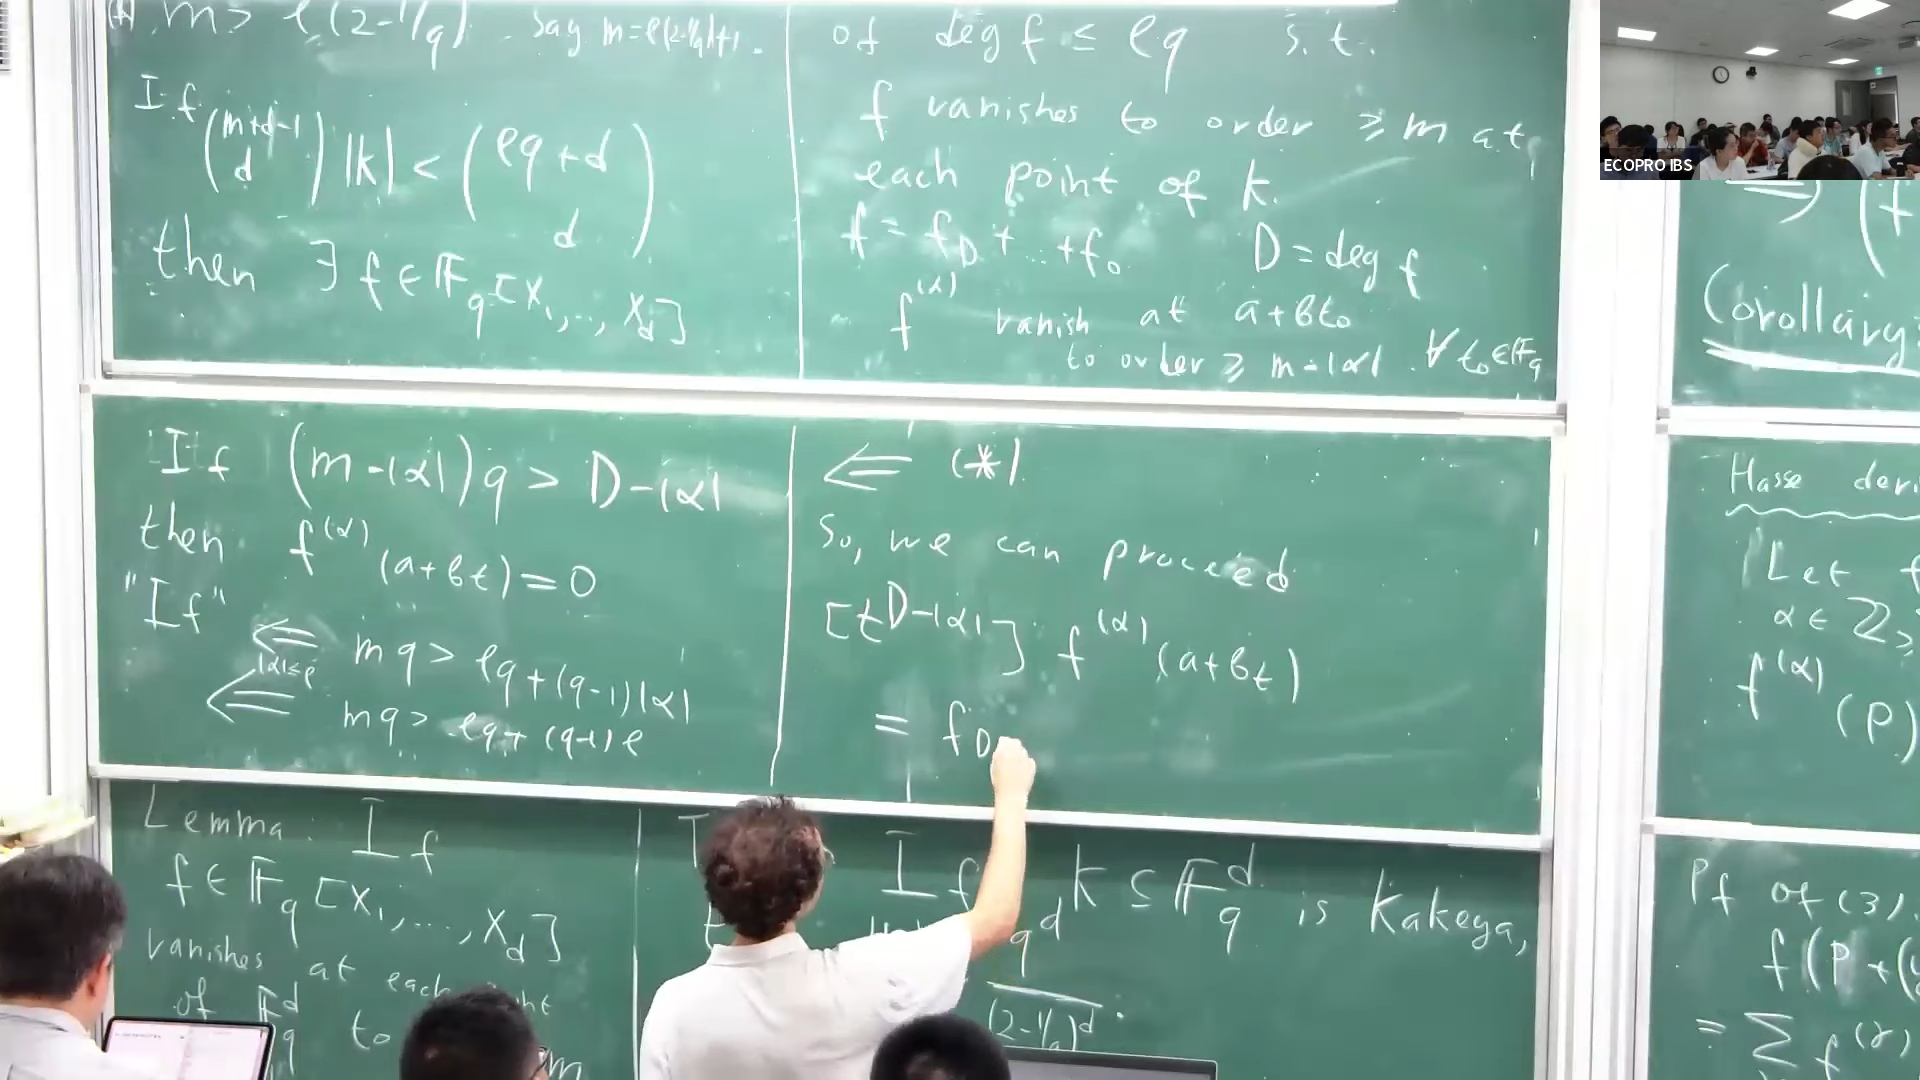 (*) m > ℓ(2-1/q). Say m=ℓ(2-1/q)+1.
If
(m+d-1 d) |K| < (ℓq+d d)
then ∃ f ∈ 𝔽_q[X_1,..,X_d]
of deg f ≤ ℓq s.t.
f vanishes to order ≥ m at
each point of K.
f = f_D + ... + f_0 D = deg f
f^(α) vanish at a+bt_0
to order ≥ m-|α|. ∀ t_0∈𝔽_q
If (m-|α|)q > D-|α|
then f^(α)(a+bt) = 0
"If"
⇐ mq > ℓq+(q-1)|α|
|α|≤ℓ
⇐ mq > ℓq+(q-1)ℓ
⇐ (*)
So, we can proceed
[t^{D-|α|}] f^(α)(a+bt)
= f_D
Lemma: If
f ∈ 𝔽_q[X_1,...,X_d]
vanishes at each
of 𝔽_q^d to
m
If K ⊆ 𝔽_q^d is Kakeya,
q^d
(2-1/q)^d.
⇒
Corollary:
Hasse
Let f
α ∈ ℤ≥
f^(α)(P)
Pf of (3).
f(P+(
= Σ f^(γ)
ECOPRO IBS